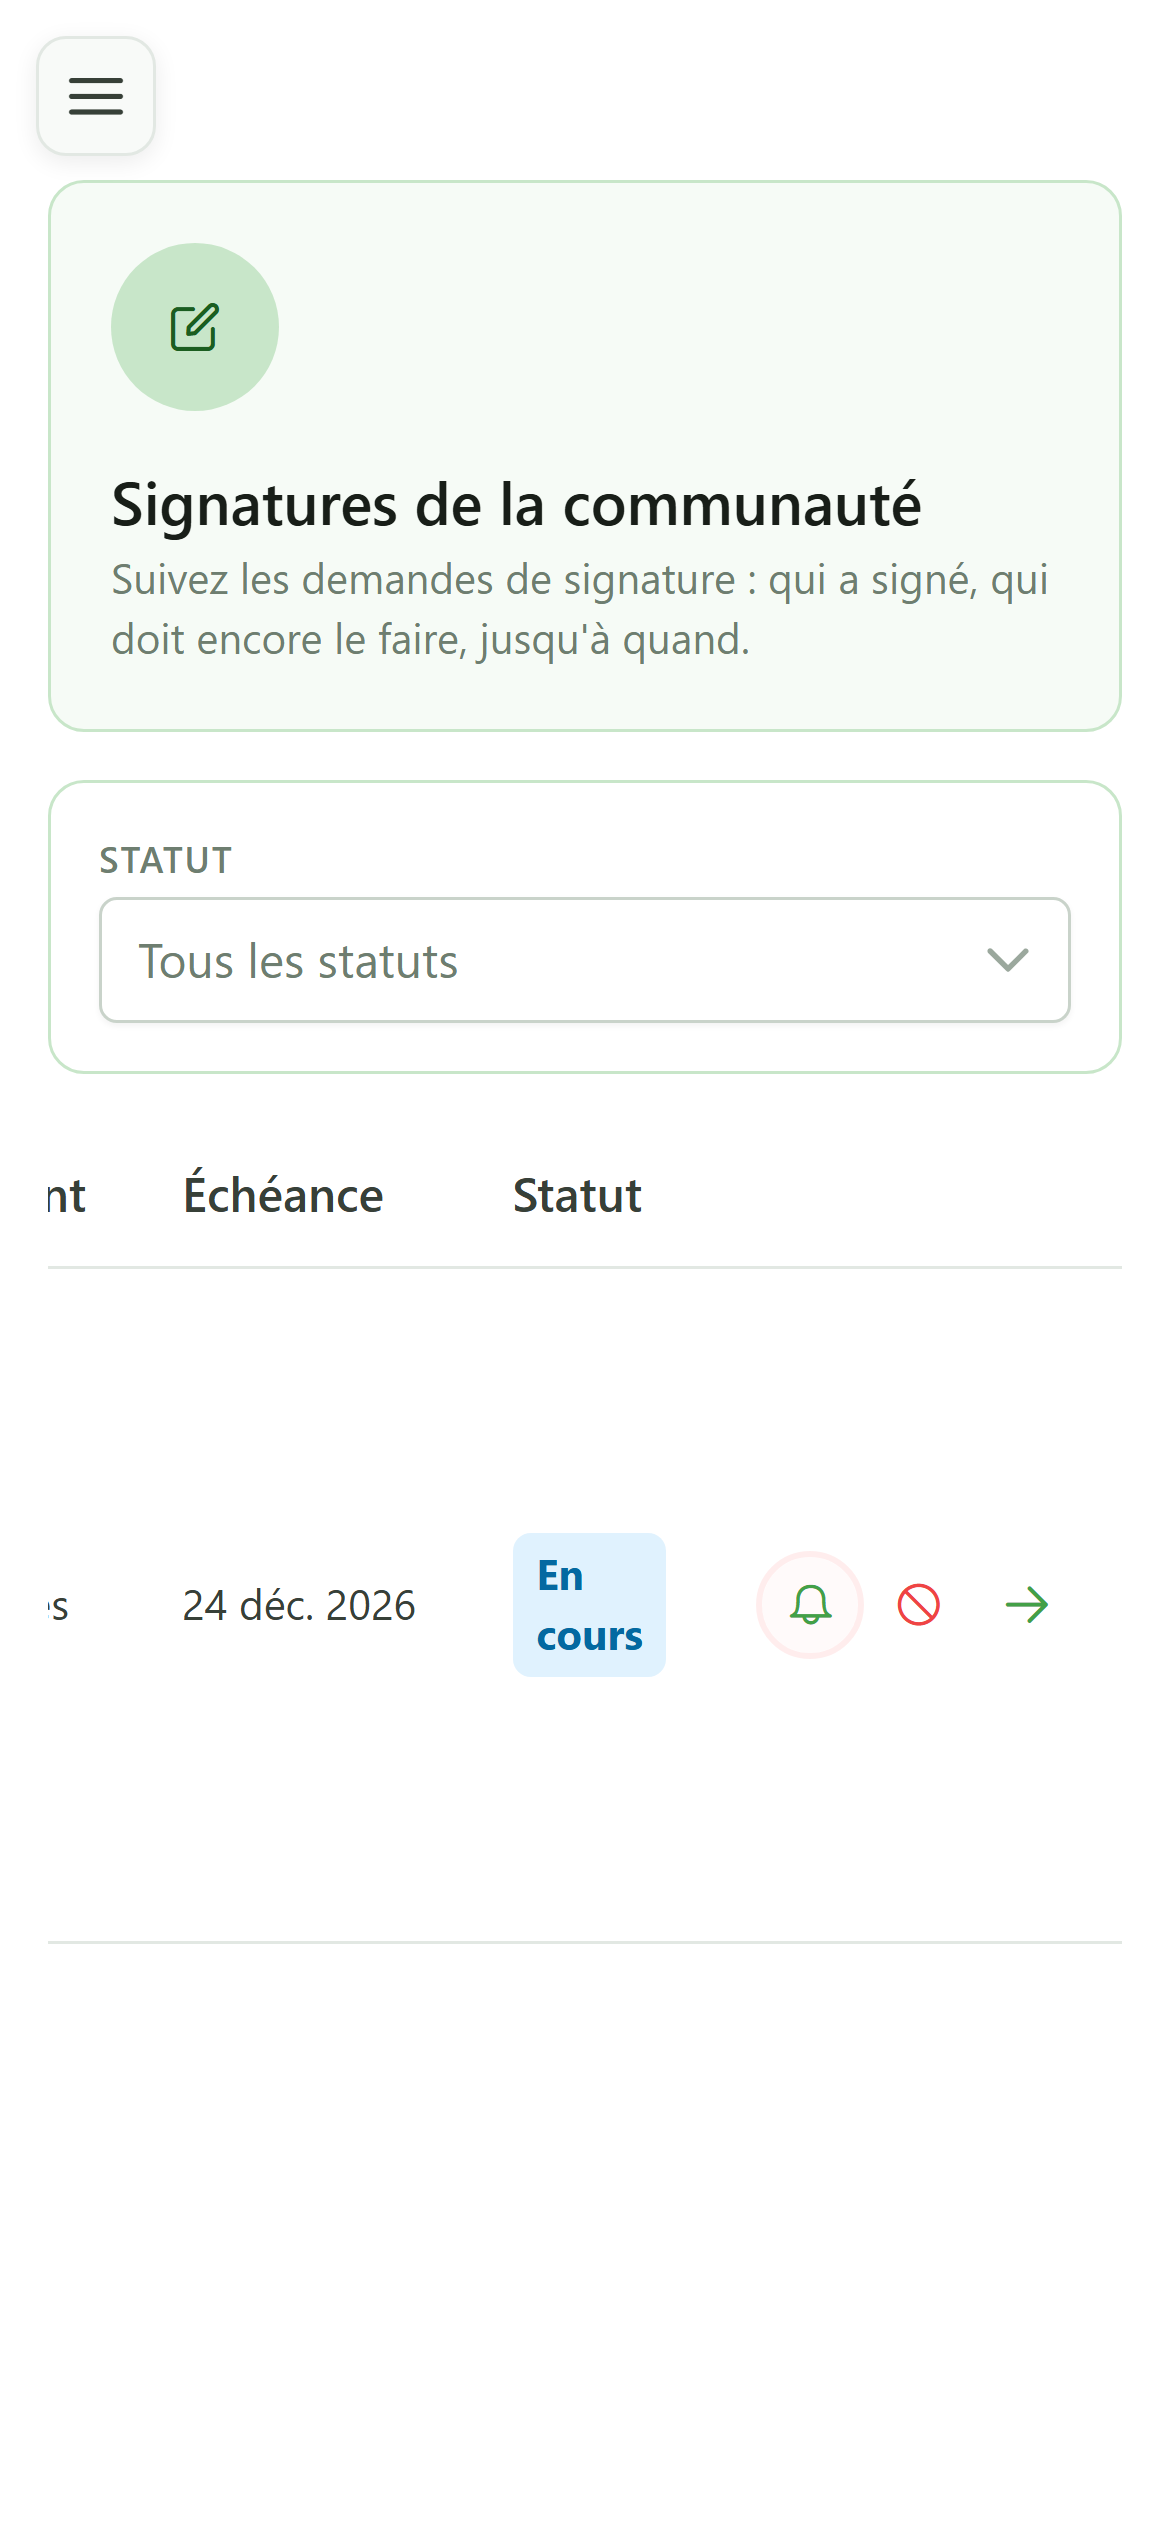 Signatures de la communauté
Suivez les demandes de signature : qui a signé, qui
doit encore le faire, jusqu'à quand.
STATUT
Tous les statuts
nt Échéance Statut
24 déc. 2026
En
cours